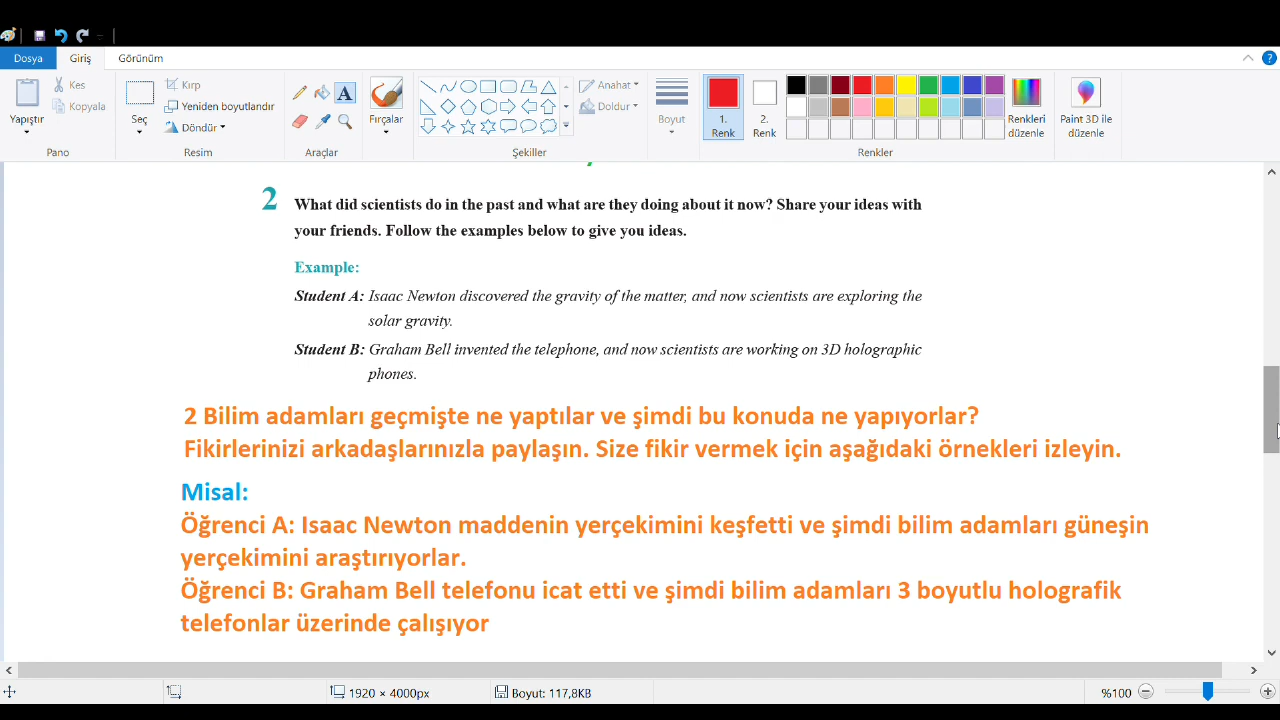 Dosya Giriş Görünüm
Yapıştır
Kes
Kopyala
Pano
Seç
Kırp
Yeniden boyutlandır
Döndür
Resim
A
Araçlar
Fırçalar
Şekiller
Anahat
Doldur
Boyut
1. Renk
2. Renk
Renkler
Renkleri düzenle
Paint 3D ile düzenle
?
2 What did scientists do in the past and what are they doing about it now? Share your ideas with
your friends. Follow the examples below to give you ideas.
Example:
Student A: Isaac Newton discovered the gravity of the matter, and now scientists are exploring the
solar gravity.
Student B: Graham Bell invented the telephone, and now scientists are working on 3D holographic
phones.
2 Bilim adamları geçmişte ne yaptılar ve şimdi bu konuda ne yapıyorlar?
Fikirlerinizi arkadaşlarınızla paylaşın. Size fikir vermek için aşağıdaki örnekleri izleyin.
Misal:
Öğrenci A: Isaac Newton maddenin yerçekimini keşfetti ve şimdi bilim adamları güneşin
yerçekimini araştırıyorlar.
Öğrenci B: Graham Bell telefonu icat etti ve şimdi bilim adamları 3 boyutlu holografik
telefonlar üzerinde çalışıyor
1920 × 4000px
Boyut: 117,8KB
%100